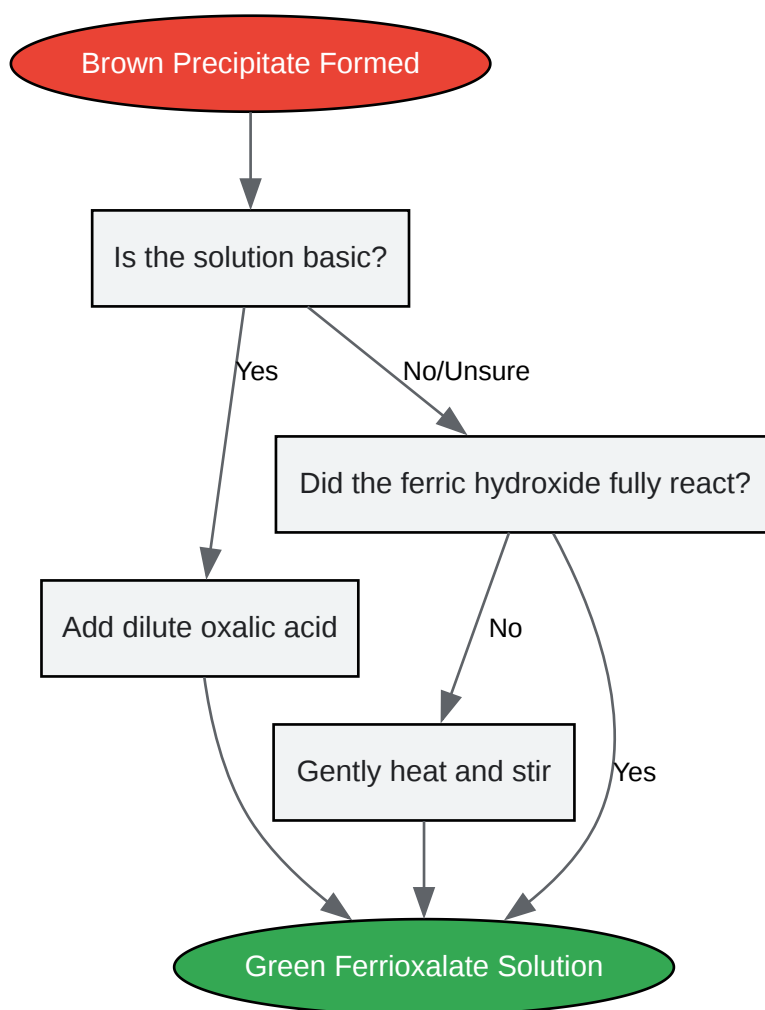 Brown Precipitate Formed
Is the solution basic?
Yes
No/Unsure
Did the ferric hydroxide fully react?
Add dilute oxalic acid
No
Gently heat and stir
Yes
Green Ferrioxalate Solution